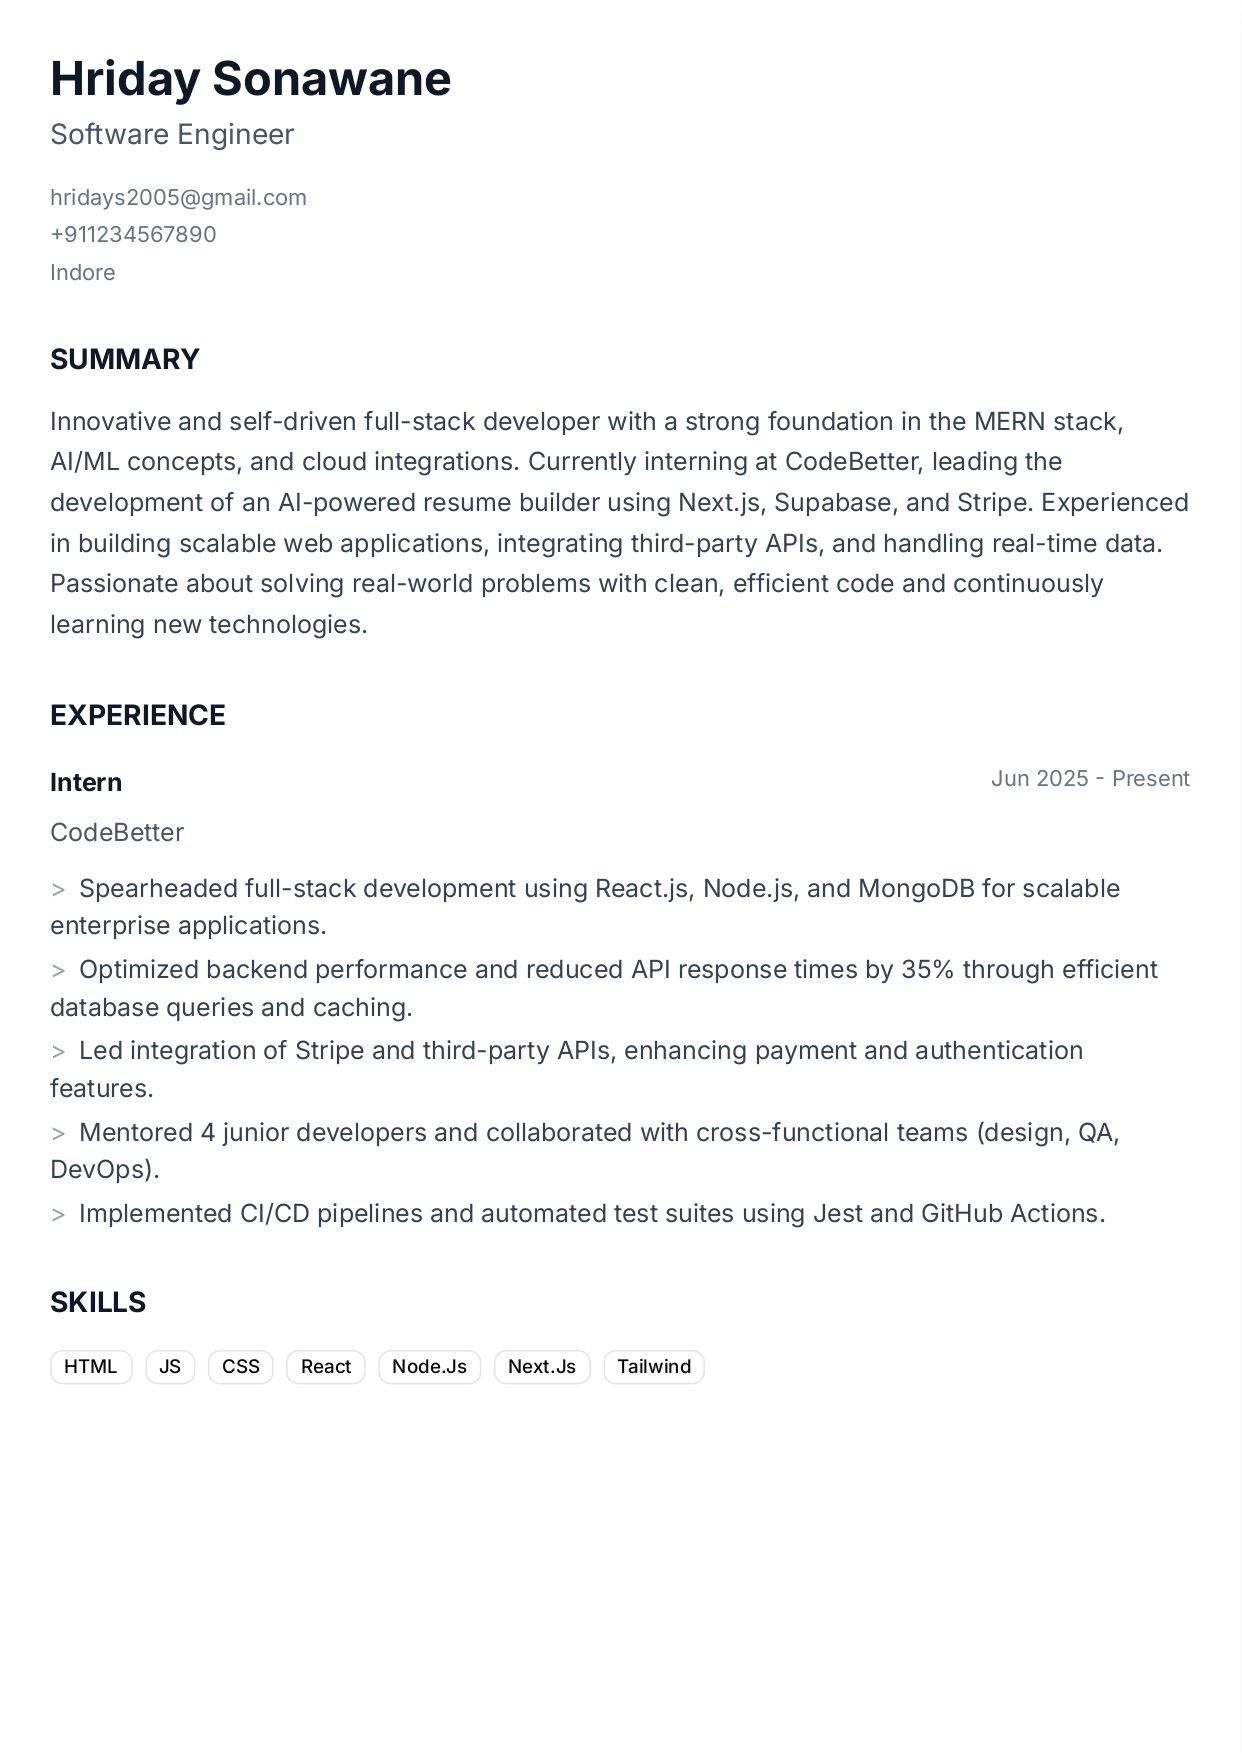 Hriday Sonawane
Software Engineer
hridays2005@gmail.com
+911234567890
Indore
SUMMARY
Innovative and self-driven full-stack developer with a strong foundation in the MERN stack,
AI/ML concepts, and cloud integrations. Currently interning at CodeBetter, leading the
development of an AI-powered resume builder using Next.js, Supabase, and Stripe. Experienced
in building scalable web applications, integrating third-party APIs, and handling real-time data.
Passionate about solving real-world problems with clean, efficient code and continuously
learning new technologies.
EXPERIENCE
Intern Jun 2025 - Present
CodeBetter
> Spearheaded full-stack development using React.js, Node.js, and MongoDB for scalable
enterprise applications.
> Optimized backend performance and reduced API response times by 35% through efficient
database queries and caching.
> Led integration of Stripe and third-party APIs, enhancing payment and authentication
features.
> Mentored 4 junior developers and collaborated with cross-functional teams (design, QA,
DevOps).
> Implemented CI/CD pipelines and automated test suites using Jest and GitHub Actions.
SKILLS
HTML JS CSS React Node.Js Next.Js Tailwind